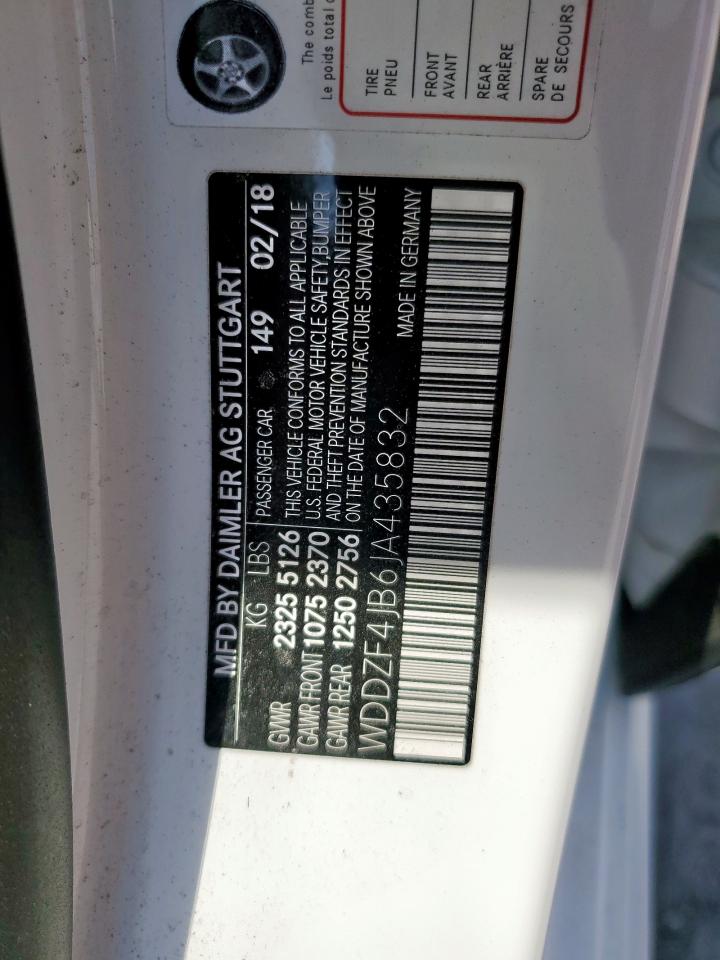 The comb
Le poids total c
TIRE
PNEU
FRONT
AVANT
REAR
ARRIÈRE
SPARE
DE SECOURS
MFD BY DAIMLER AG STUTTGART
KG LBS PASSENGER CAR 149 02/18
GVWR 2325 5126 THIS VEHICLE CONFORMS TO ALL APPLICABLE
GAWR FRONT 1075 2370 U.S. FEDERAL MOTOR VEHICLE SAFETY,BUMPER
GAWR REAR 1250 2756 AND THEFT PREVENTION STANDARDS IN EFFECT
ON THE DATE OF MANUFACTURE SHOWN ABOVE
WDDZF4JB6JA435832 MADE IN GERMANY